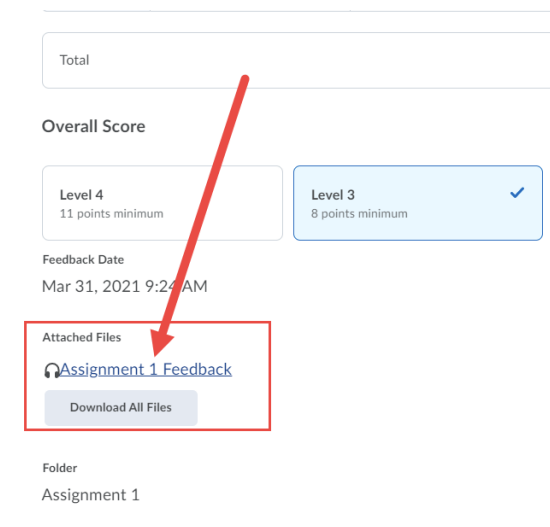 Total
Overall Score
Level 4
11 points minimum
Level 3
8 points minimum
Feedback Date
Mar 31, 2021 9:24 AM
Attached Files
Assignment 1 Feedback
Download All Files
Folder
Assignment 1